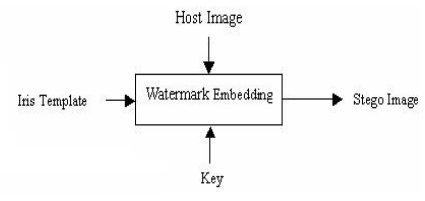 Host Image
Iris Template
Watermark Embedding
Stego Image
Key